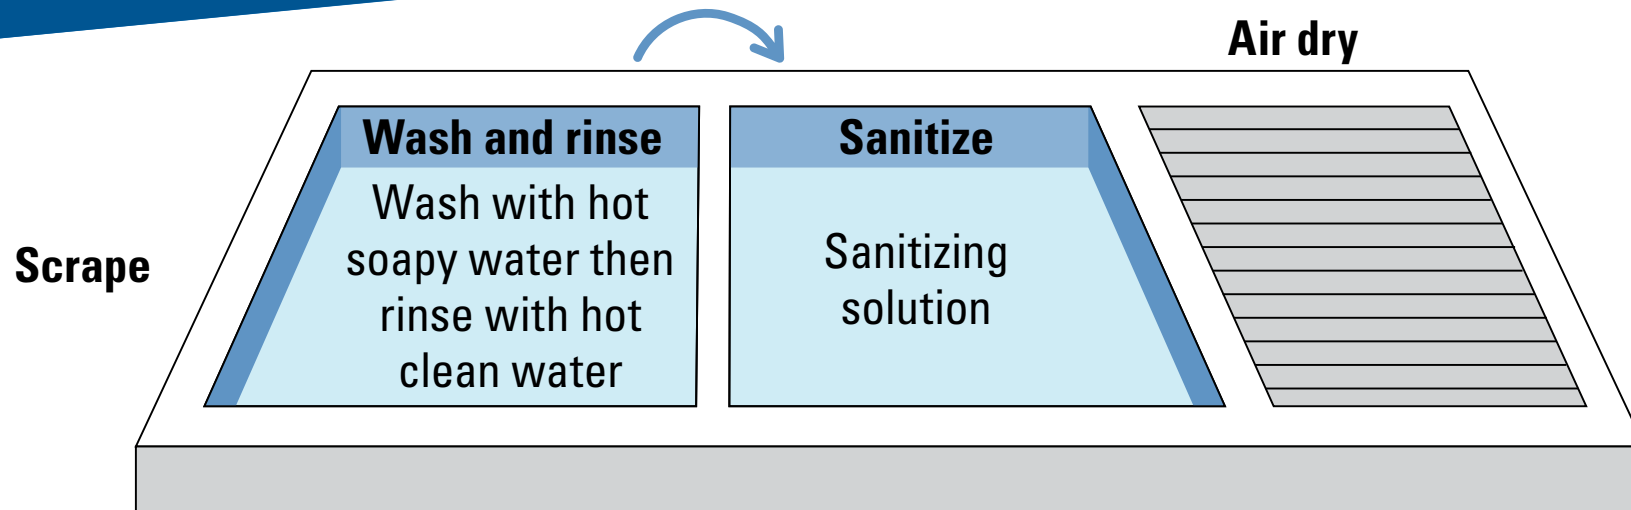 Scrape
Wash and rinse
Wash with hot
soapy water then
rinse with hot
clean water
Sanitize
Sanitizing
solution
Air dry